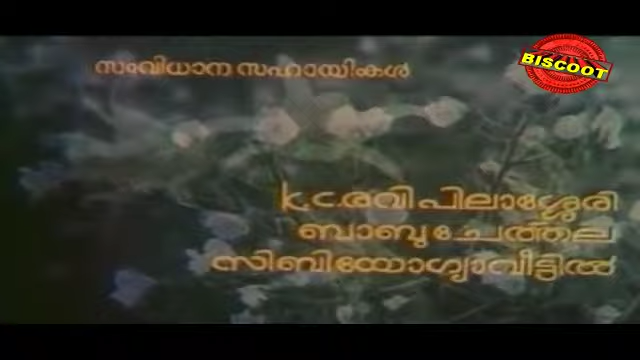 BISCOOT
സംവിധാന സഹായികൾ
K.C. രവി പിലാശ്ശേരി
ബാബു ചേർത്തല
സിബി യോഗ്യാവീട്ടിൽ